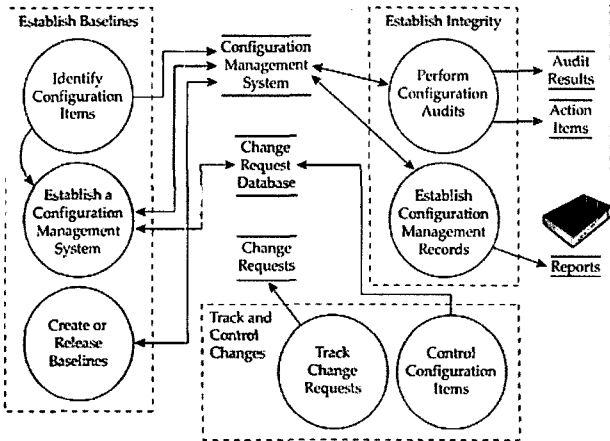 Establish Baselines
Identify
Configuration
Items
Establish a
Configuration
Management
System
Create or
Release
Baselines
Configuration
Management
System
Change
Request
Database
Change
Requests
Track and
Control
Changes
Track
Change
Requests
Control
Configuration
Items
Establish Integrity
Perform
Configuration
Audits
Establish
Configuration
Management
Records
Audit
Results
Action
Items
Reports